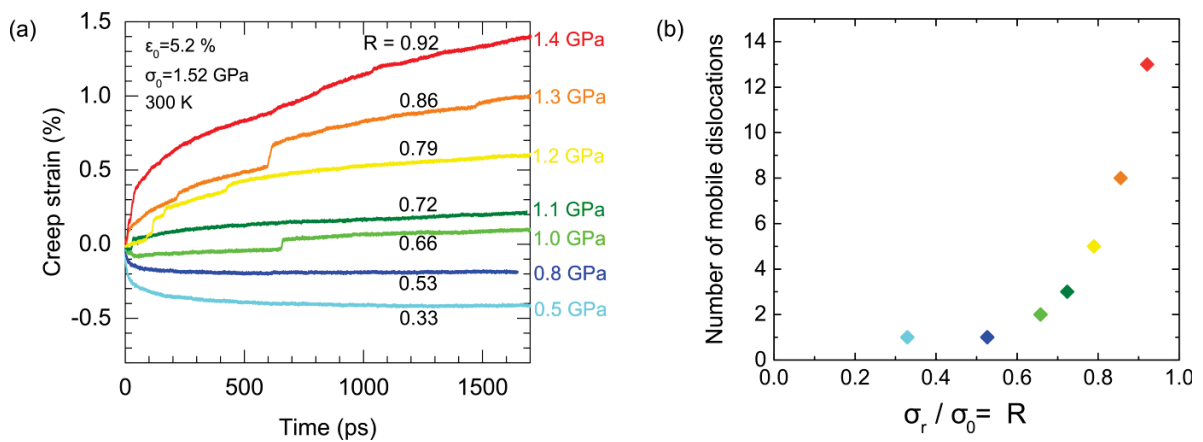 (a)
1.5
1.0
0.5
0.0
-0.5
Creep strain (%)
0
500
1000
1500
Time (ps)
ε₀=5.2 %
σ₀=1.52 GPa
300 K
R = 0.92
0.86
0.79
0.72
0.66
0.53
0.33
1.4 GPa
1.3 GPa
1.2 GPa
1.1 GPa
1.0 GPa
0.8 GPa
0.5 GPa
(b)
14
12
10
8
6
4
2
0
Number of mobile dislocations
0.0
0.2
0.4
0.6
0.8
1.0
σᵣ / σ₀= R